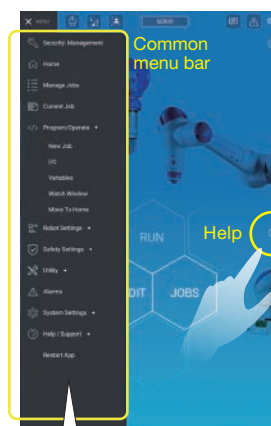 MENU
SERVO
Common
menu bar
Security: Management
Home
Manage Jobs
Current Job
Program/Operate
New Job
I/O
Variables
Watch Window
Move To Home
Robot Settings
Safety Settings
Utility
Alarms
System Settings
Help / Support
Restart App
RUN
Help
DIT
JOBS